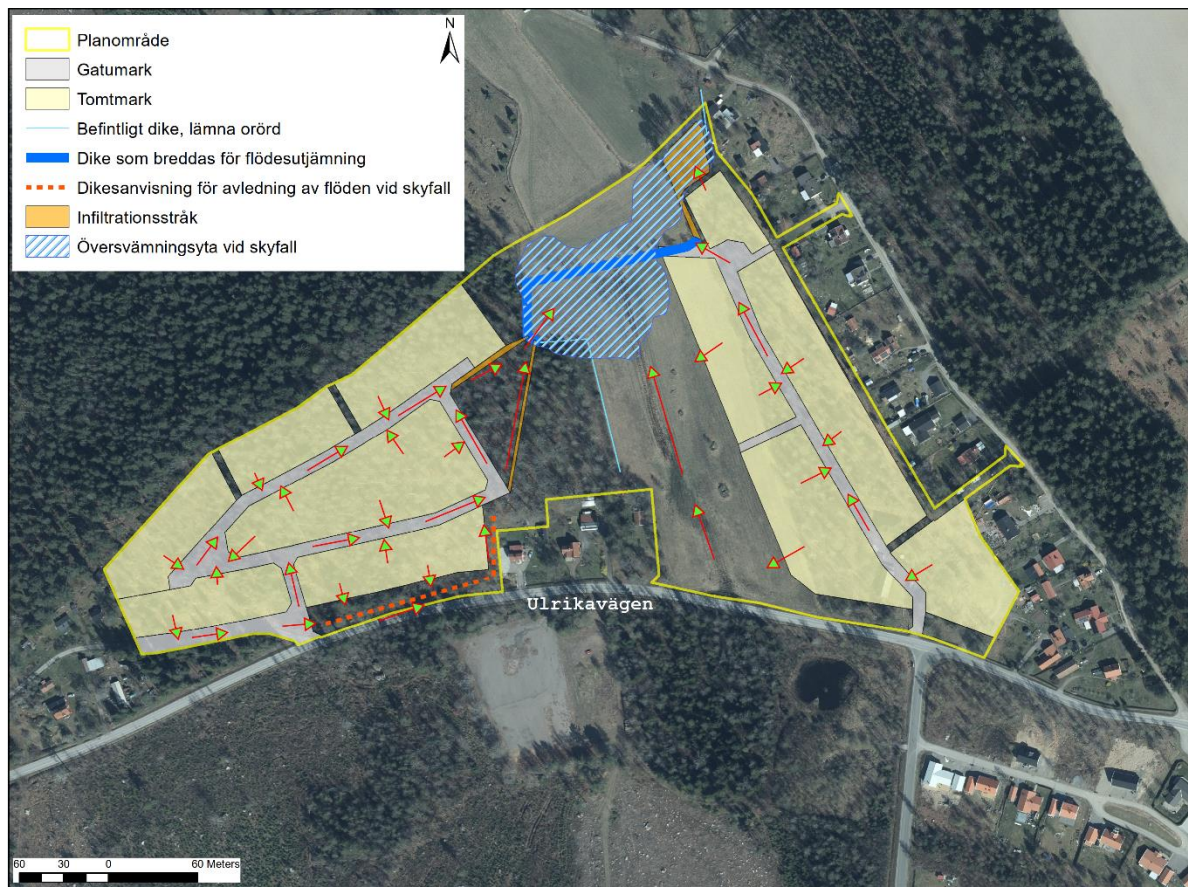 Planområde
Gatumark
Tomtmark
Befintligt dike, lämna orörd
Dike som breddas för flödesutjämning
Dikesanvisning för avledning av flöden vid skyfall
Infiltrationsstråk
Översvämningsyta vid skyfall
N
Ulrikavägen
60 30 0 60 Meters